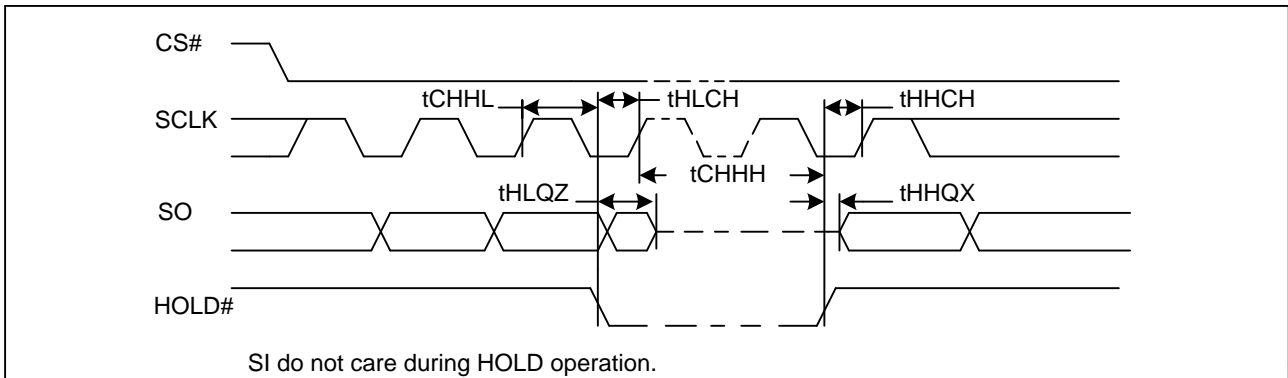 CS#
tCHHL
tHLCH
tHHCH
SCLK
tCHHH
tHLQZ
tHHQX
SO
HOLD#
SI do not care during HOLD operation.